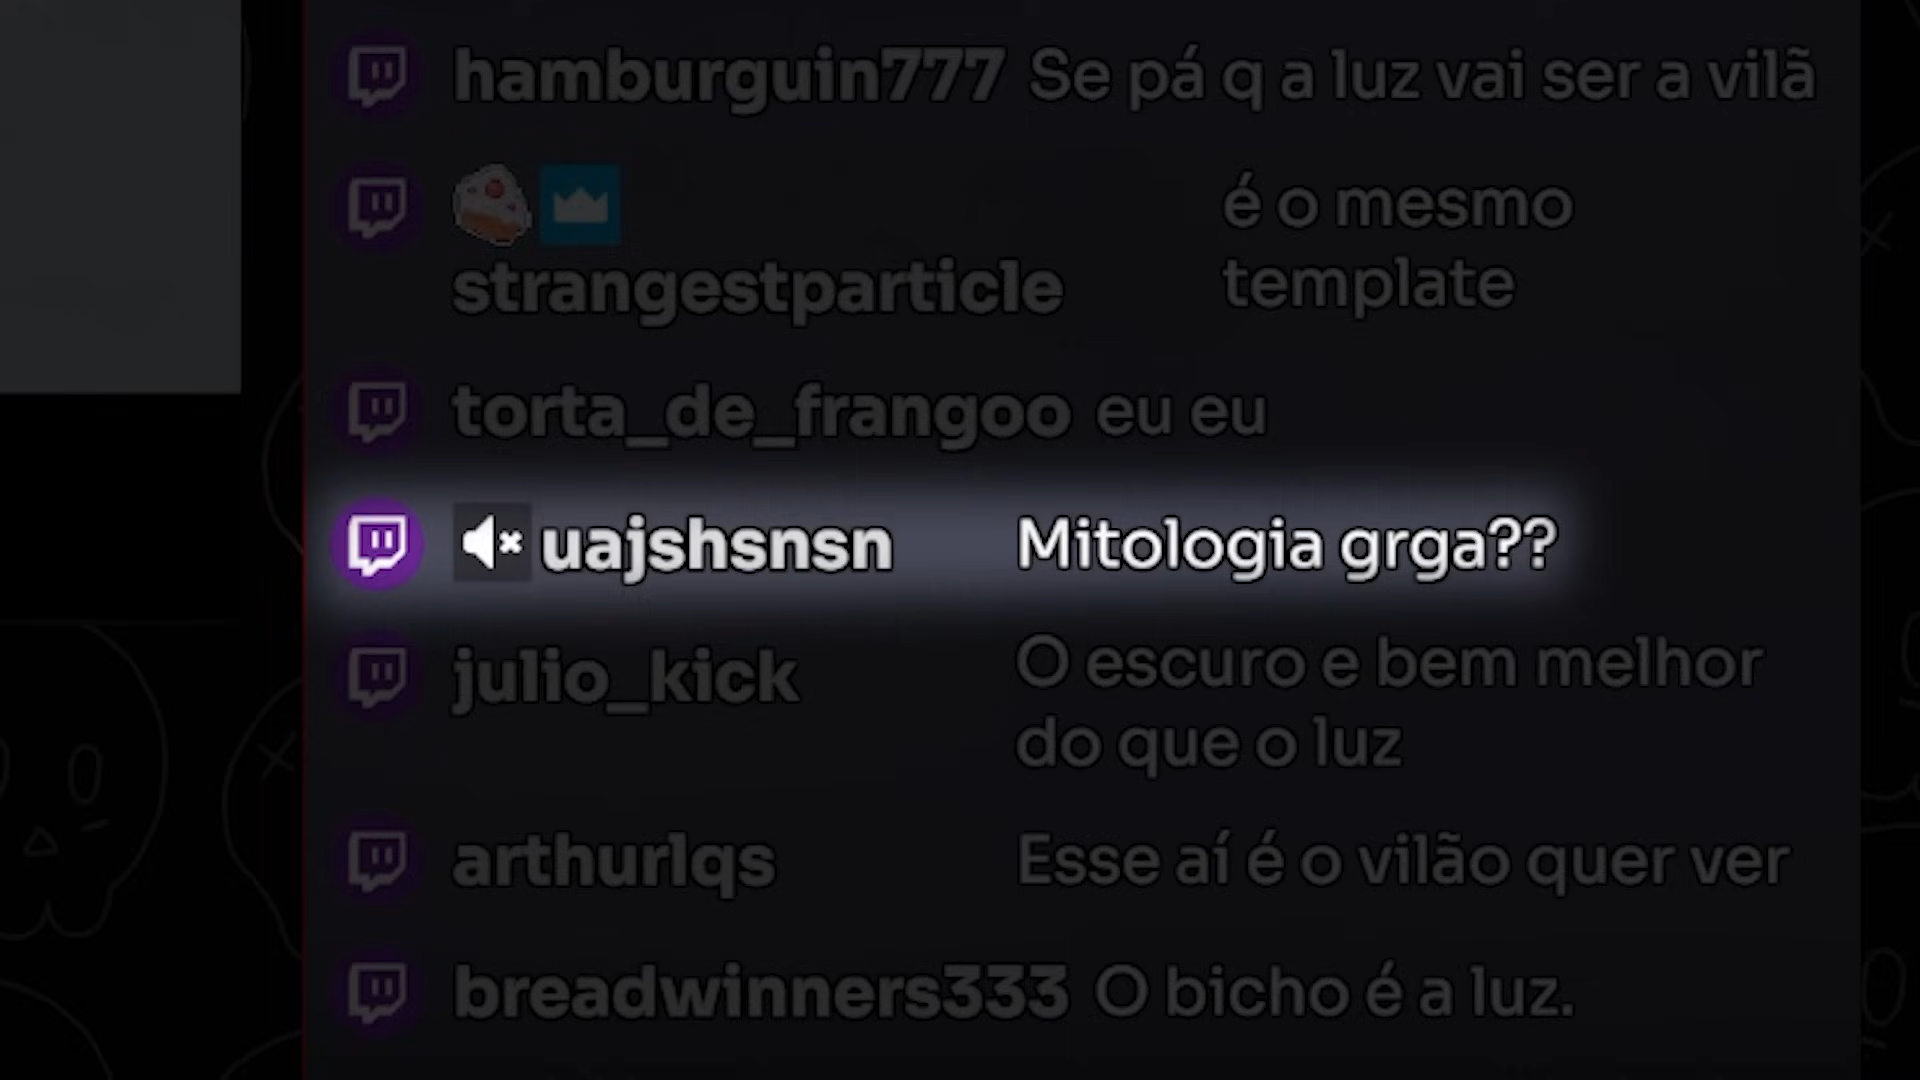 hamburguin777 Se pá q a luz vai ser a vilã
é o mesmo
strangestparticle template
torta_de_frangoo eu eu
uajshsnsn Mitologia grga??
julio_kick O escuro e bem melhor
do que o luz
arthurlqs Esse aí é o vilão quer ver
breadwinners333 O bicho é a luz.